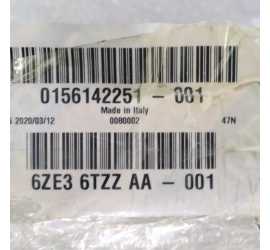 0156142251 - 001
Made in Italy
2020/03/12 0080002 47N
6ZE3 6TZZ AA - 001